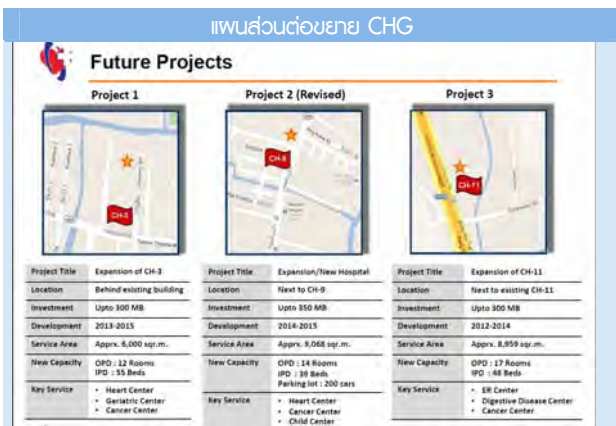 แผนส่วนต่อขยาย CHG
Future Projects
Project 1
CH-3
Project Title Expansion of CH-3
Location Behind existing building
Investment Upto 300 MB
Development 2013-2015
Service Area Apprx. 6,000 sqr.m.
New Capacity OPD : 12 Rooms
IPD : 55 Beds
Key Service • Heart Center
• Geriatric Center
• Cancer Center
Project 2 (Revised)
CH-9
Project Title Expansion/New Hospital
Location Next to CH-9
Investment Upto 350 MB
Development 2014-2015
Service Area Apprx. 9,068 sqr.m.
New Capacity OPD : 14 Rooms
IPD : 39 Beds
Parking lot : 200 cars
Key Service • Heart Center
• Cancer Center
• Child Center
Project 3
CH-11
Project Title Expansion of CH-11
Location Next to existing CH-11
Investment Upto 300 MB
Development 2012-2014
Service Area Apprx. 8,959 sqr.m.
New Capacity OPD : 17 Rooms
IPD : 48 Beds
Key Service • ER Center
• Digestive Disease Center
• Cancer Center